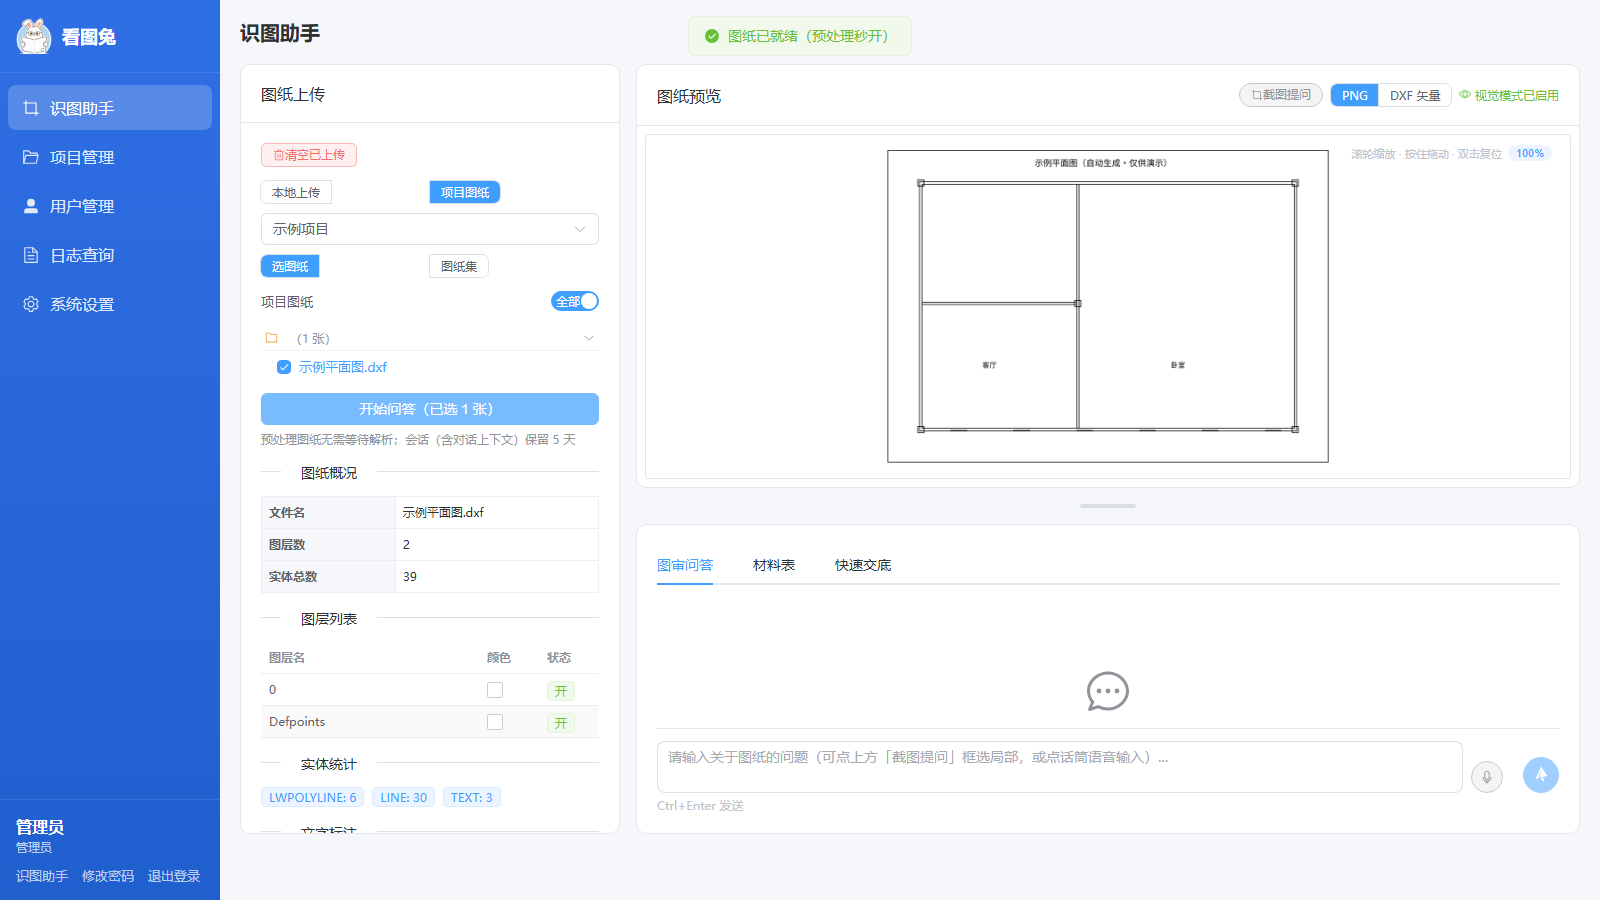 看图兔
识图助手
项目管理
用户管理
日志查询
系统设置
管理员
管理员
识图助手 修改密码 退出登录
识图助手
图纸已就绪（预处理秒开）
图纸上传
清空已上传
本地上传 项目图纸
示例项目
选图纸 图纸集
项目图纸 全部
(1 张)
示例平面图.dxf
开始问答（已选 1 张）
预处理图纸无需等待解析；会话（含对话上下文）保留 5 天
图纸概况
文件名 示例平面图.dxf
图层数 2
实体总数 39
图层列表
图层名 颜色 状态
0 开
Defpoints 开
实体统计
LWPOLYLINE: 6 LINE: 30 TEXT: 3
文字标注
图纸预览
截图提问 PNG DXF 矢量 视觉模式已启用
滚轮缩放 · 按住拖动 · 双击复位 100%
示例平面图（自动生成 · 仅供演示）
客厅 卧室
图审问答 材料表 快速交底
请输入关于图纸的问题（可点上方「截图提问」框选局部，或点话筒语音输入）...
Ctrl+Enter 发送